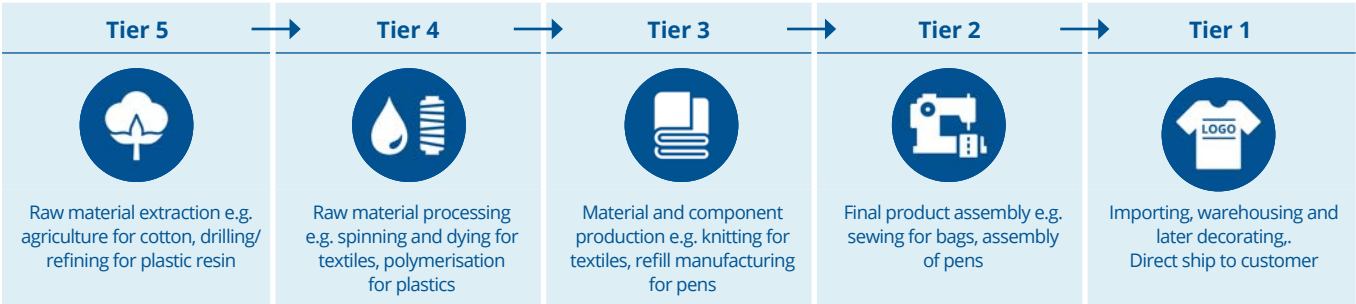 Tier 5
Tier 4
Tier 3
Tier 2
Tier 1
LOGO
Raw material extraction e.g.
agriculture for cotton, drilling/
refining for plastic resin
Raw material processing
e.g. spinning and dying for
textiles, polymerisation
for plastics
Material and component
production e.g. knitting for
textiles, refill manufacturing
for pens
Final product assembly e.g.
sewing for bags, assembly
of pens
Importing, warehousing and
later decorating,.
Direct ship to customer